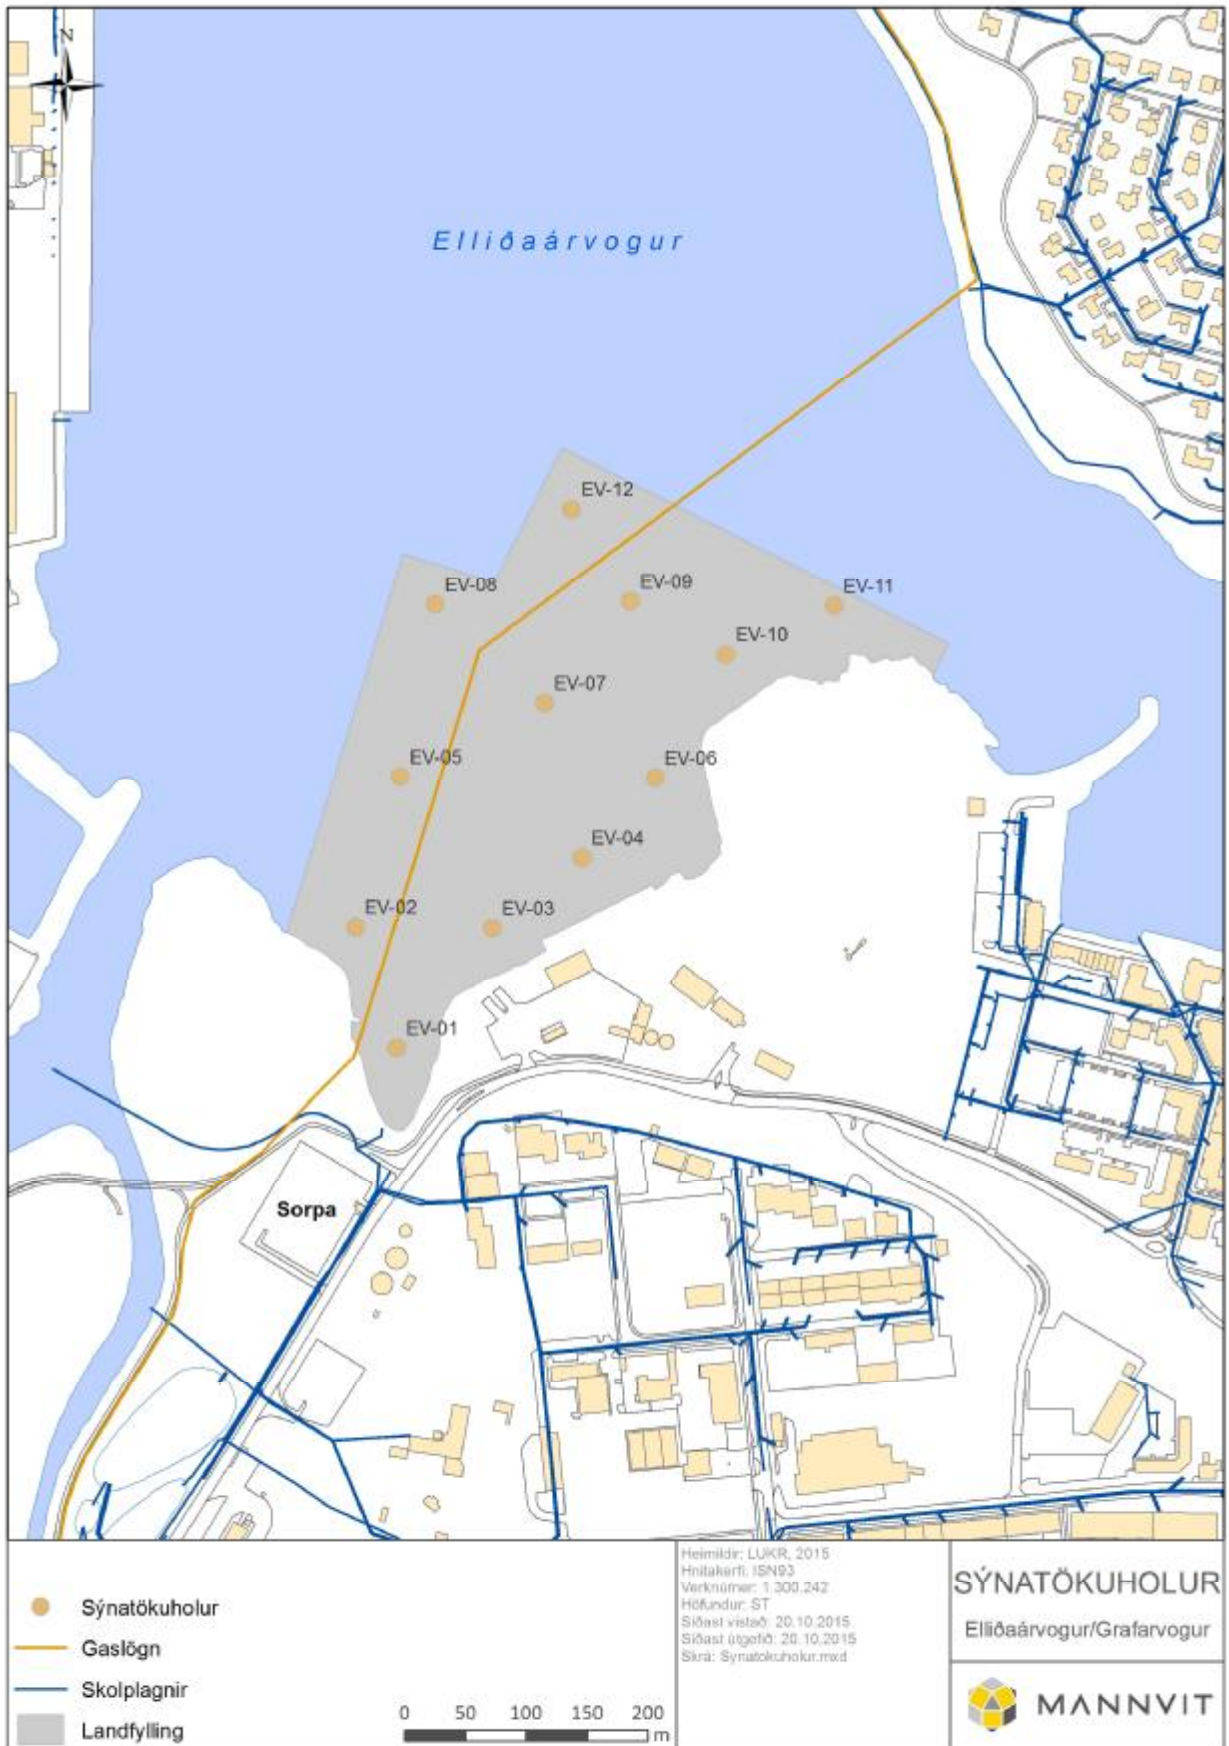 N
Elliðaárvogur
EV-12
EV-08
EV-09
EV-11
EV-10
EV-07
EV-05
EV-06
EV-04
EV-02
EV-03
EV-01
Sorpa
Sýnatökuholur
Gaslögn
Skolplagnir
Landfylling
0 50 100 150 200
m
Heimildir: LUKR, 2015
Hnitakerfi: ISN93
Verknúmer: 1.300.242
Höfundur: ST
Síðast vistað: 20.10.2015
Síðast útgefið: 20.10.2015
Skrá: Synatokuholur.mxd
SÝNATÖKUHOLUR
Elliðaárvogur/Grafarvogur
MANNVIT